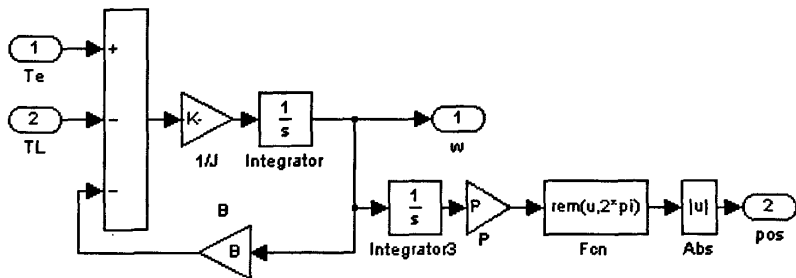 1
Te
2
TL
+
−
−
K-
1/J
1
s
Integrator
1
w
B
B
1
s
Integrator3
P
P
rem(u,2*pi)
Fcn
|u|
Abs
2
pos